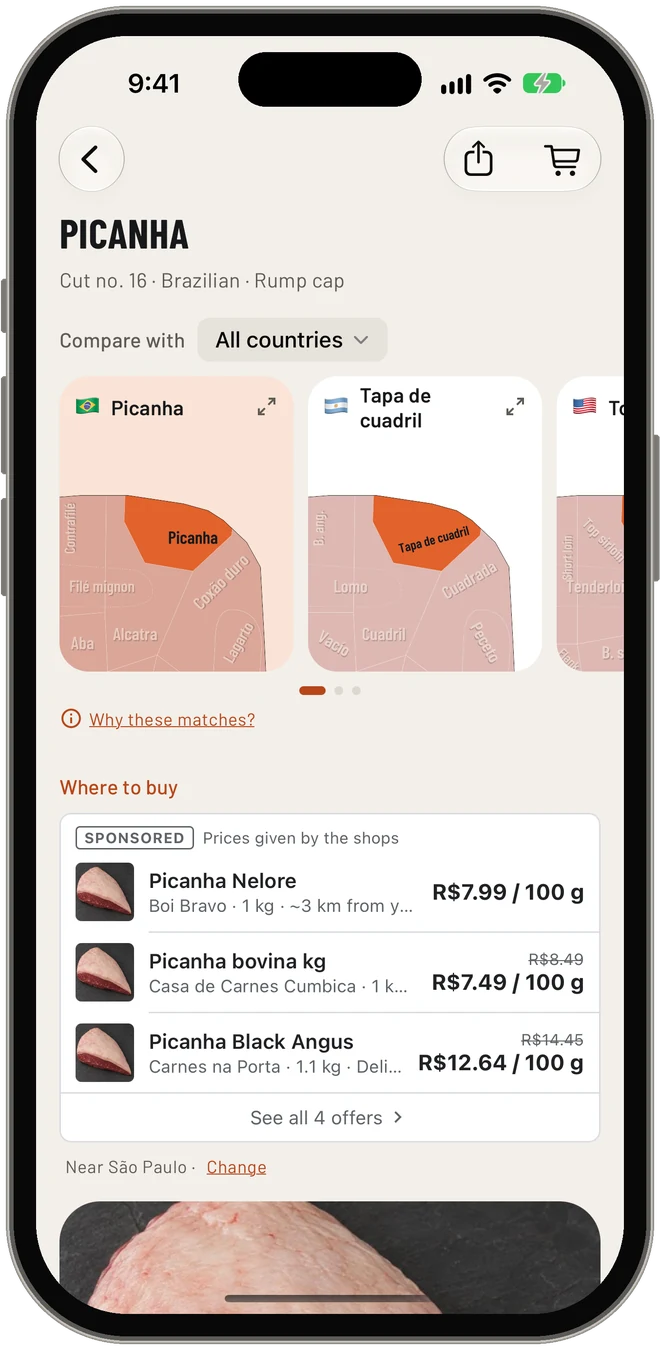 9:41
PICANHA
Cut no. 16 · Brazilian · Rump cap
Compare with All countries
Picanha
Tapa de
cuadril
Contrafilé
Picanha
Filé mignon
Coxão duro
Aba
Alcatra
Lagarto
B. ang.
Tapa de cuadril
Lomo
Cuadrada
Vacío
Cuadril
Peceto
Top sirloin
Short loin
Tenderloi
Flank
B. s
Why these matches?
Where to buy
SPONSORED Prices given by the shops
Picanha Nelore
Boi Bravo · 1 kg · ~3 km from y...
R$7.99 / 100 g
Picanha bovina kg
Casa de Carnes Cumbica · 1 k...
R$8.49
R$7.49 / 100 g
Picanha Black Angus
Carnes na Porta · 1.1 kg · Deli...
R$14.45
R$12.64 / 100 g
See all 4 offers
Near São Paulo · Change